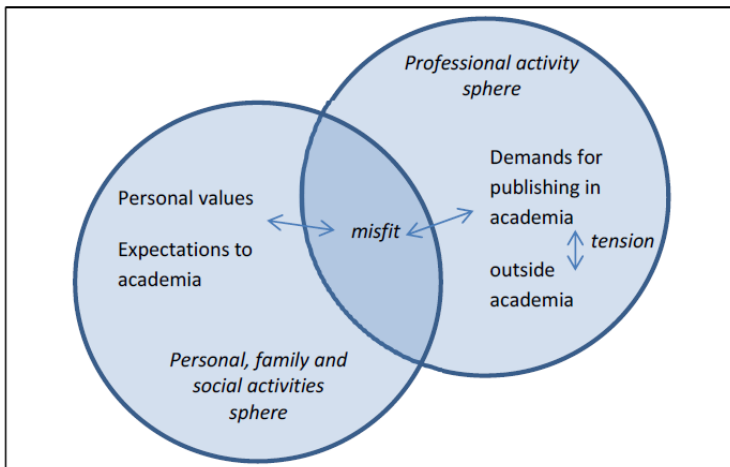 Professional activity
sphere
Personal values
Expectations to
academia
misfit
Demands for
publishing in
academia
tension
outside
academia
Personal, family and
social activities
sphere